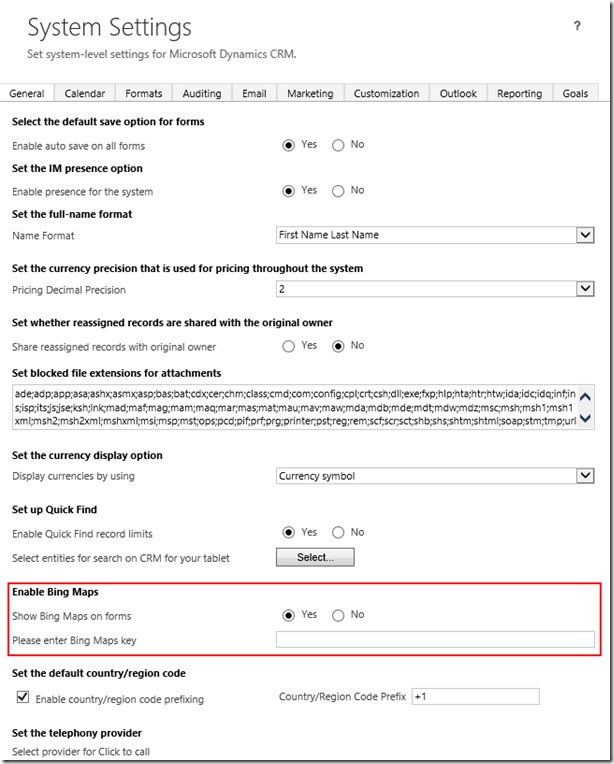 System Settings
?
Set system-level settings for Microsoft Dynamics CRM.
General Calendar Formats Auditing Email Marketing Customization Outlook Reporting Goals
Select the default save option for forms
Enable auto save on all forms Yes No
Set the IM presence option
Enable presence for the system Yes No
Set the full-name format
Name Format First Name Last Name
Set the currency precision that is used for pricing throughout the system
Pricing Decimal Precision 2
Set whether reassigned records are shared with the original owner
Share reassigned records with original owner Yes No
Set blocked file extensions for attachments
ade;adp;app;asa;ashx;asmx;asp;bas;bat;cdx;cer;chm;class;cmd;com;config;cpl;crt;csh;dll;exe;fxp;hlp;hta;htr;htw;ida;idc;idq;inf;in
s;isp;its;js;jse;ksh;lnk;mad;maf;mag;mam;maq;mar;mas;mat;mau;mav;maw;mda;mdb;mde;mdt;mdw;mdz;msc;msh;msh1;msh1
xml;msh2;msh2xml;mshxml;msi;msp;mst;ops;pcd;pif;prf;prg;printer;pst;reg;rem;scf;scr;sct;shb;shs;shtm;shtml;soap;stm;tmp;url
Set the currency display option
Display currencies by using Currency symbol
Set up Quick Find
Enable Quick Find record limits Yes No
Select entities for search on CRM for your tablet Select...
Enable Bing Maps
Show Bing Maps on forms Yes No
Please enter Bing Maps key
Set the default country/region code
Enable country/region code prefixing Country/Region Code Prefix +1
Set the telephony provider
Select provider for Click to call